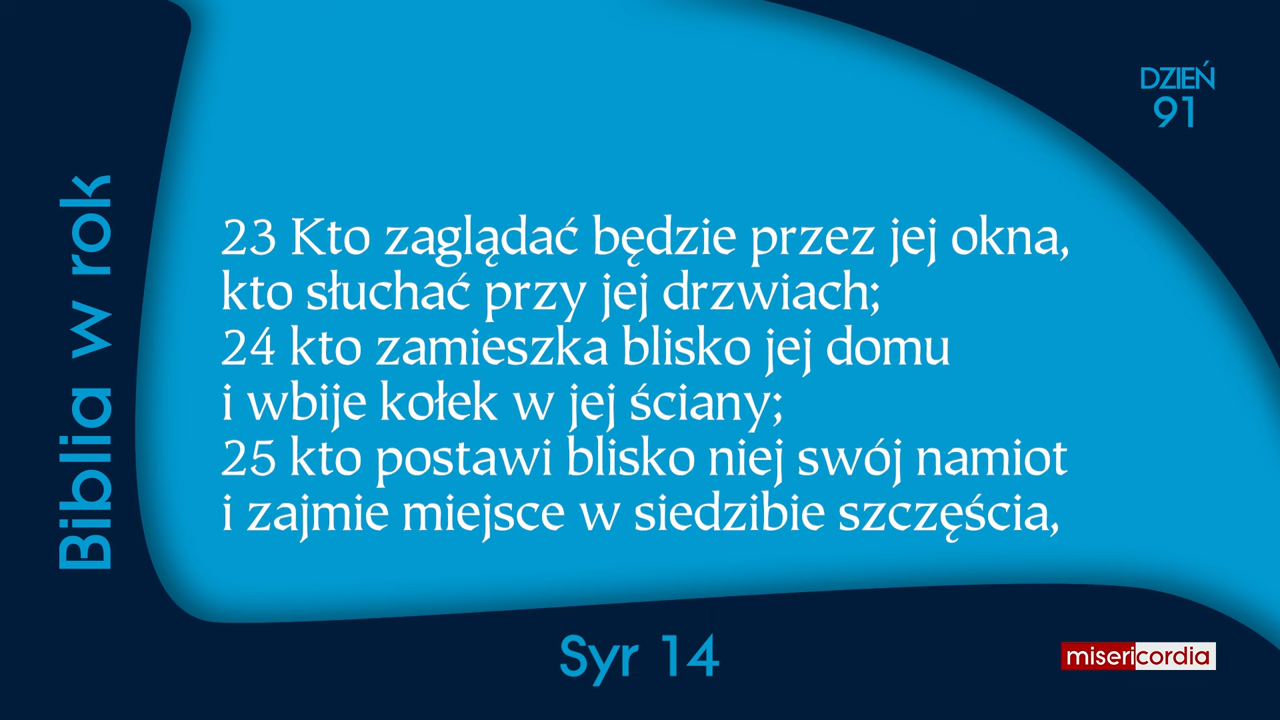 DZIEŃ
91
Biblia w rok
23 Kto zaglądać będzie przez jej okna,
kto słuchać przy jej drzwiach;
24 kto zamieszka blisko jej domu
i wbije kołek w jej ściany;
25 kto postawi blisko niej swój namiot
i zajmie miejsce w siedzibie szczęścia,
Syr 14
misericordia